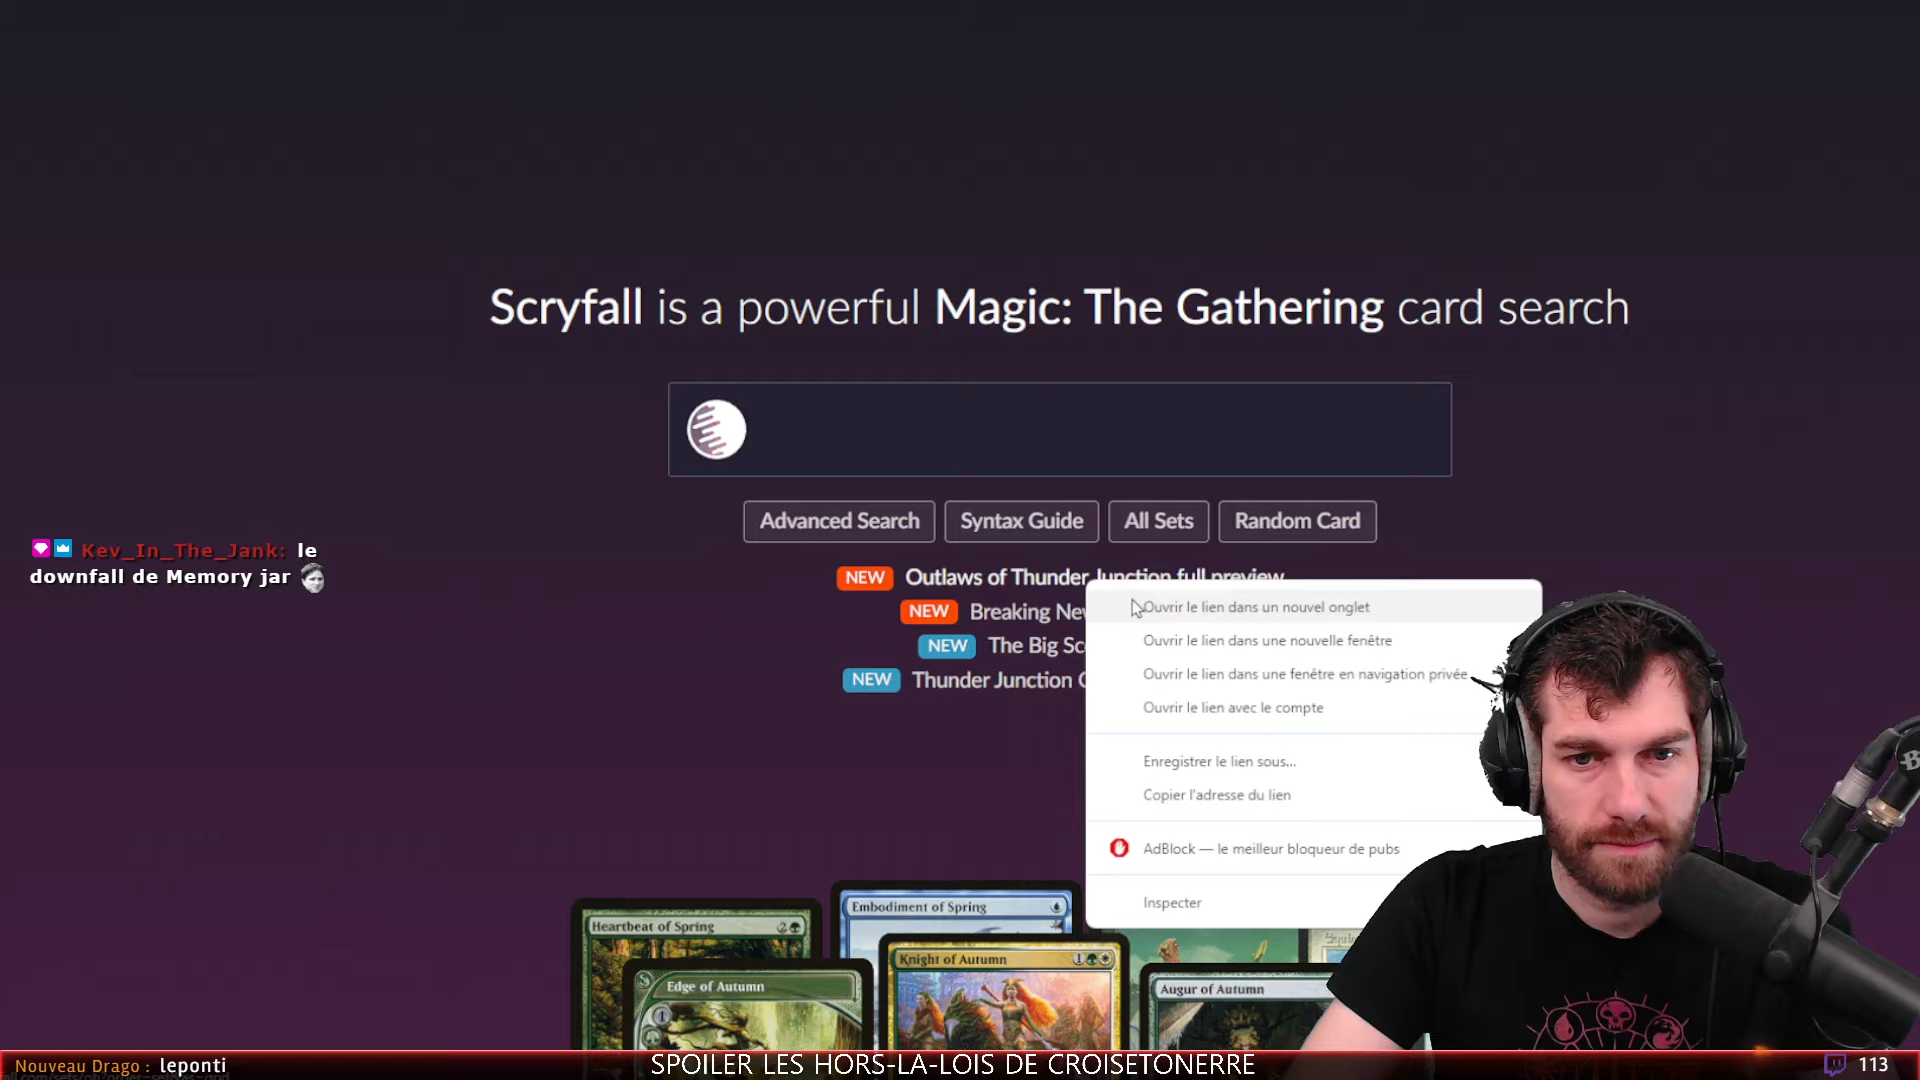 Scryfall is a powerful Magic: The Gathering card search
Advanced Search
Syntax Guide
All Sets
Random Card
Kev_In_The_Jank: le
downfall de Memory jar
NEW Outlaws of Thunder Junction full preview
NEW Breaking New
NEW The Big Sc
NEW Thunder Junction
Ouvrir le lien dans un nouvel onglet
Ouvrir le lien dans une nouvelle fenêtre
Ouvrir le lien dans une fenêtre en navigation privée
Ouvrir le lien avec le compte
Enregistrer le lien sous...
Copier l'adresse du lien
AdBlock — le meilleur bloqueur de pubs
Inspecter
Heartbeat of Spring 2
Embodiment of Spring
Edge of Autumn
1
Knight of Autumn 1
Augur of Autumn
Nouveau Drago : leponti
SPOILER LES HORS-LA-LOIS DE CROISETONERRE
113